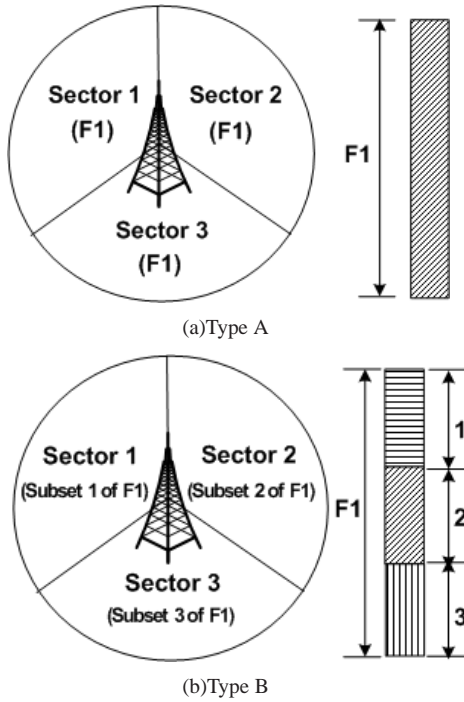 Sector 1
(F1)
Sector 2
(F1)
Sector 3
(F1)
F1
(a)Type A
Sector 1
(Subset 1 of F1)
Sector 2
(Subset 2 of F1)
Sector 3
(Subset 3 of F1)
F1
1
2
3
(b)Type B